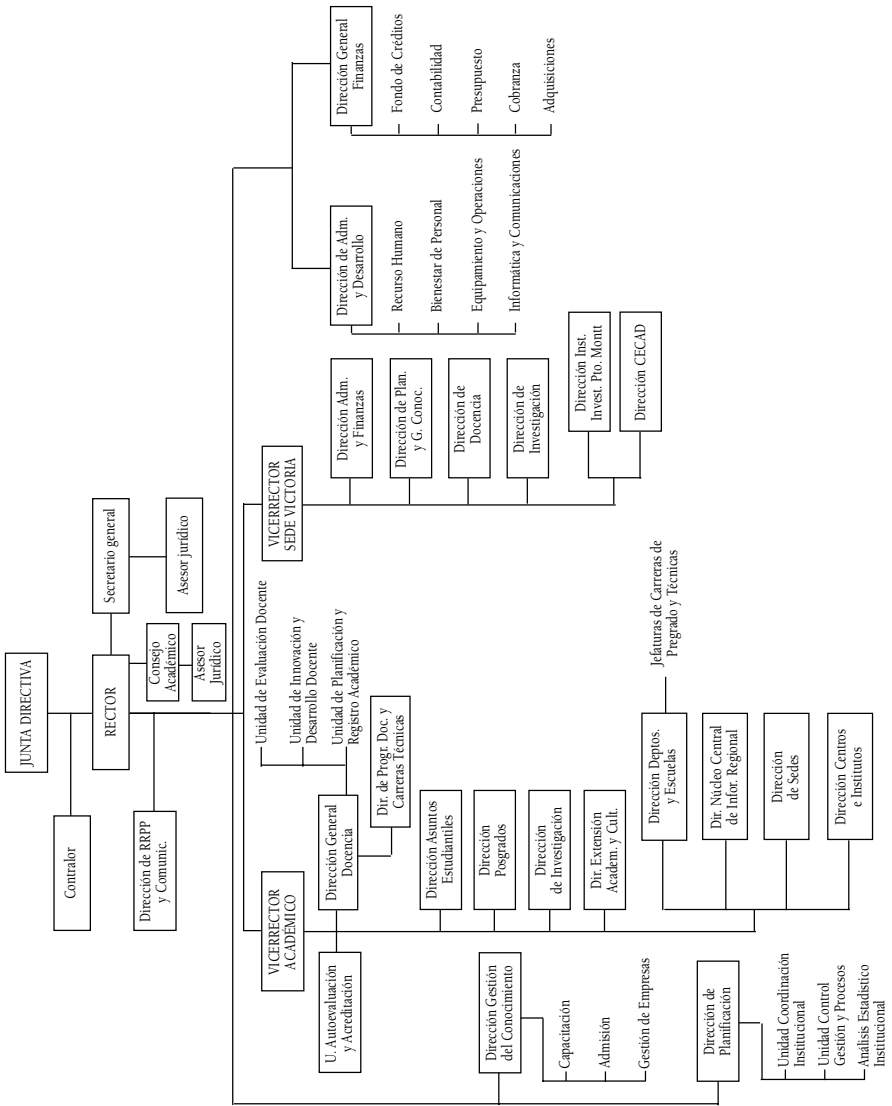 JUNTA DIRECTIVA
Contralor
RECTOR
Secretario general
Consejo
Académico
Asesor
Jurídico
Asesor jurídico
Dirección de RRPP
y Comunic.
VICERRECTOR
ACADÉMICO
VICERRECTOR
SEDE VICTORIA
U. Autoevaluación
y Acreditación
Dirección General
Docencia
Unidad de Evaluación Docente
Unidad de Innovación y
Desarrollo Docente
Unidad de Planificación y
Registro Académico
Dir. de Progr. Doc. y
Carreras Técnicas
Dirección Asuntos
Estudiantiles
Dirección
Posgrados
Dirección
de Investigación
Dir. Extensión
Academ. y Cult.
Dirección Deptos.
y Escuelas
Jefaturas de Carreras de
Pregrado y Técnicas
Dir. Núcleo Central
de Infor. Regional
Dirección
de Sedes
Dirección Centros
e Institutos
Dirección Adm.
y Finanzas
Dirección de Plan.
y G. Conoc.
Dirección de
Docencia
Dirección de
Investigación
Dirección Inst.
Invest. Pto. Montt
Dirección CECAD
Dirección Gestión
del Conocimiento
Capacitación
Admisión
Gestión de Empresas
Dirección de
Planificación
Unidad Coordinación
Institucional
Unidad Control
Gestión y Procesos
Análisis Estadístico
Institucional
Dirección de Adm.
y Desarrollo
Recurso Humano
Bienestar de Personal
Equipamiento y Operaciones
Informática y Comunicaciones
Dirección General
Finanzas
Fondo de Créditos
Contabilidad
Presupuesto
Cobranza
Adquisiciones